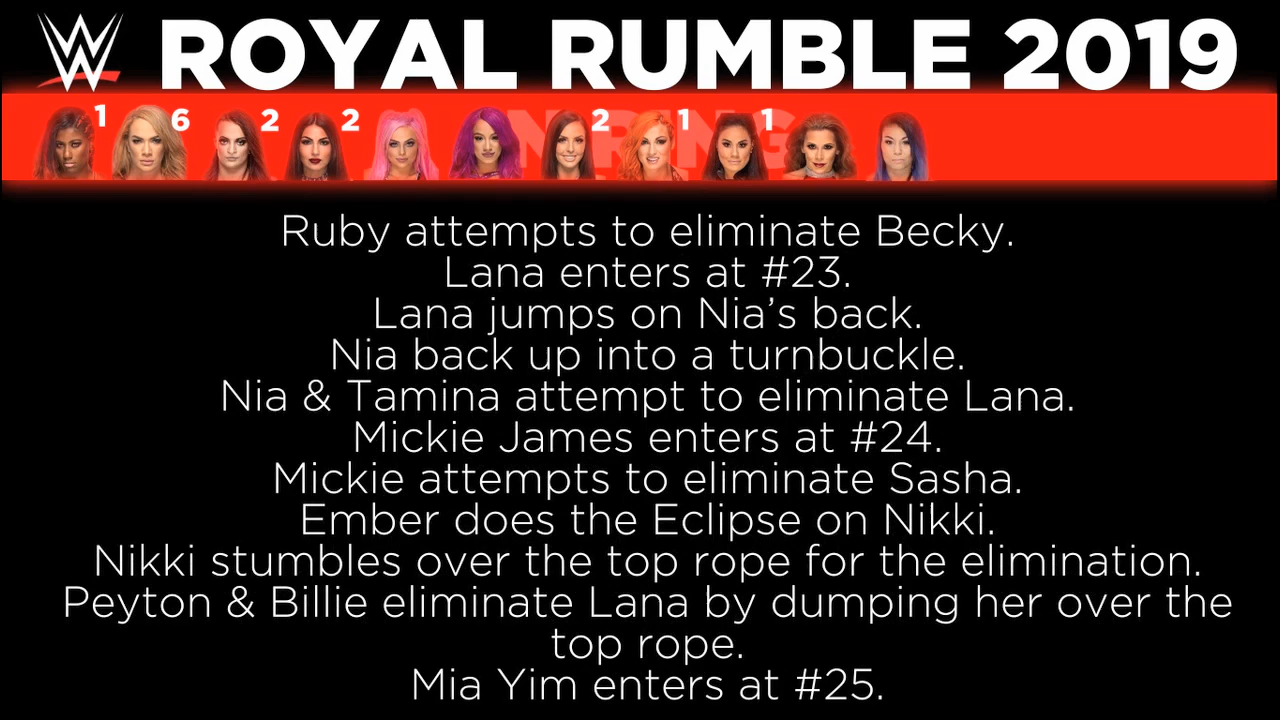 W
ROYAL RUMBLE 2019
1 6 2 2 2 1 1
Ruby attempts to eliminate Becky.
Lana enters at #23.
Lana jumps on Nia’s back.
Nia back up into a turnbuckle.
Nia & Tamina attempt to eliminate Lana.
Mickie James enters at #24.
Mickie attempts to eliminate Sasha.
Ember does the Eclipse on Nikki.
Nikki stumbles over the top rope for the elimination.
Peyton & Billie eliminate Lana by dumping her over the
top rope.
Mia Yim enters at #25.